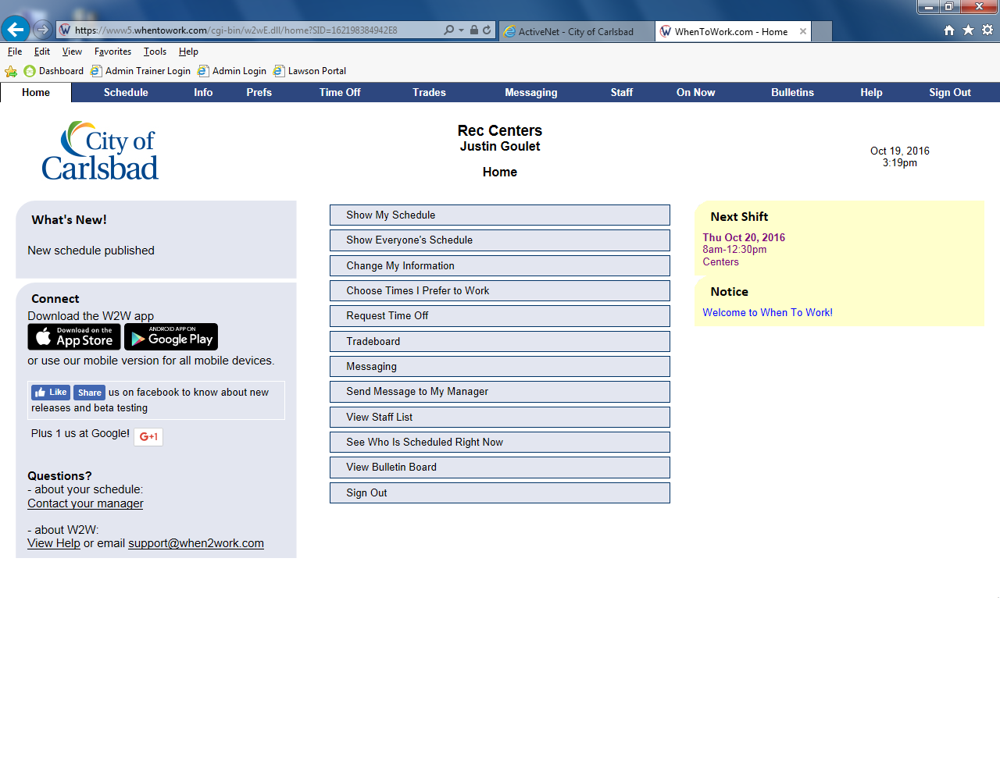 https://www5.whentowork.com/cgi-bin/w2wE.dll/home?SID=162198384942E8
ActiveNet - City of Carlsbad
WhenToWork.com - Home
File Edit View Favorites Tools Help
Dashboard Admin Trainer Login Admin Login Lawson Portal
Home Schedule Info Prefs Time Off Trades Messaging Staff On Now Bulletins Help Sign Out
City of
Carlsbad
Rec Centers
Justin Goulet
Home
Oct 19, 2016
3:19pm
What's New!
New schedule published
Connect
Download the W2W app
Download on the
App Store
ANDROID APP ON
Google Play
or use our mobile version for all mobile devices.
Like Share us on facebook to know about new
releases and beta testing
Plus 1 us at Google! G+1
Questions?
- about your schedule:
Contact your manager
- about W2W:
View Help or email support@when2work.com
Show My Schedule
Show Everyone's Schedule
Change My Information
Choose Times I Prefer to Work
Request Time Off
Tradeboard
Messaging
Send Message to My Manager
View Staff List
See Who Is Scheduled Right Now
View Bulletin Board
Sign Out
Next Shift
Thu Oct 20, 2016
8am-12:30pm
Centers
Notice
Welcome to When To Work!